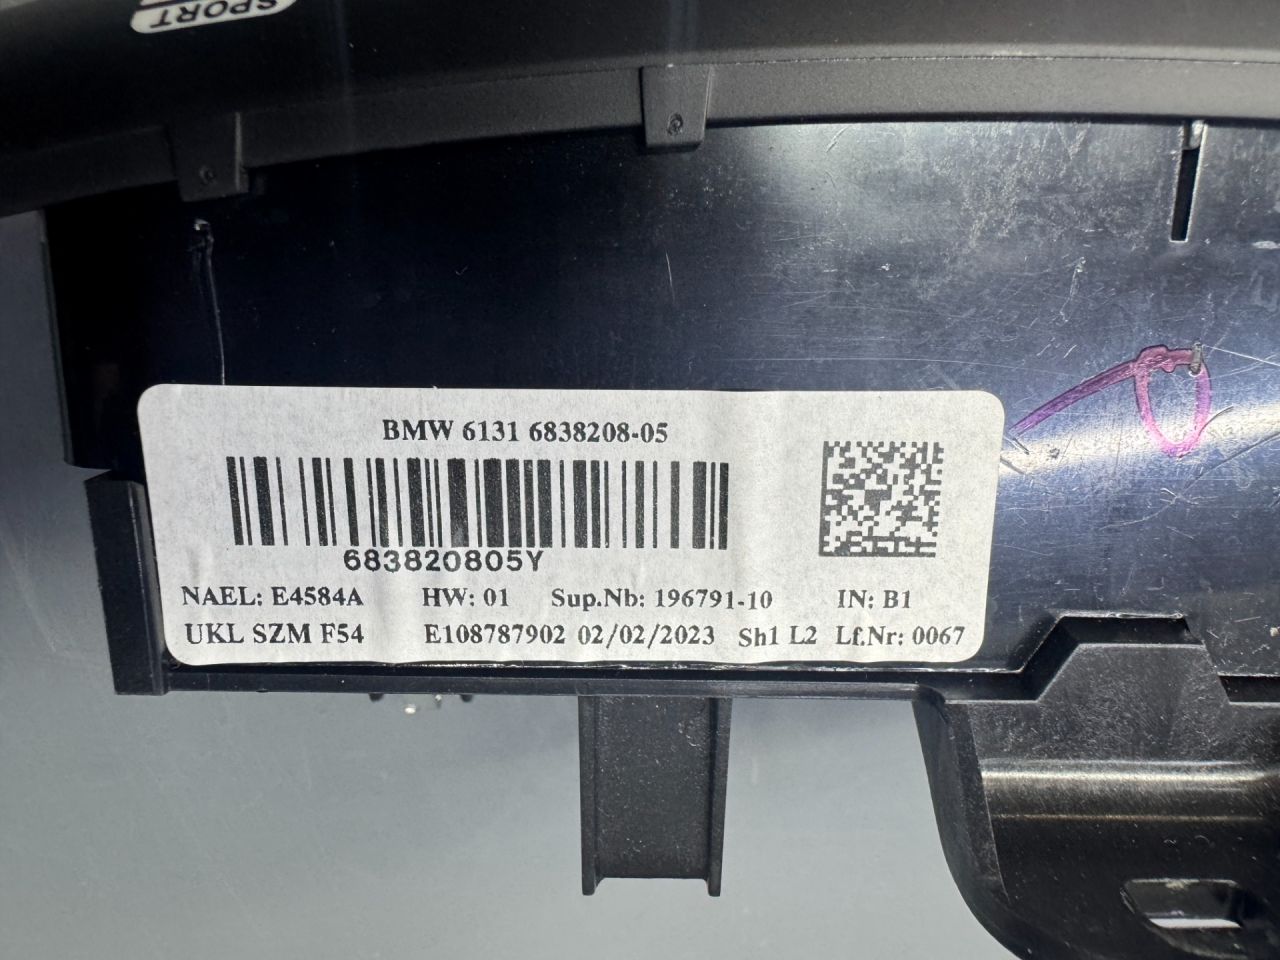 SPORT
BMW 6131 6838208-05
683820805Y
NAEL: E4584A HW: 01 Sup.Nb: 196791-10 IN: B1
UKL SZM F54 E108787902 02/02/2023 Sh1 L2 Lf.Nr: 0067